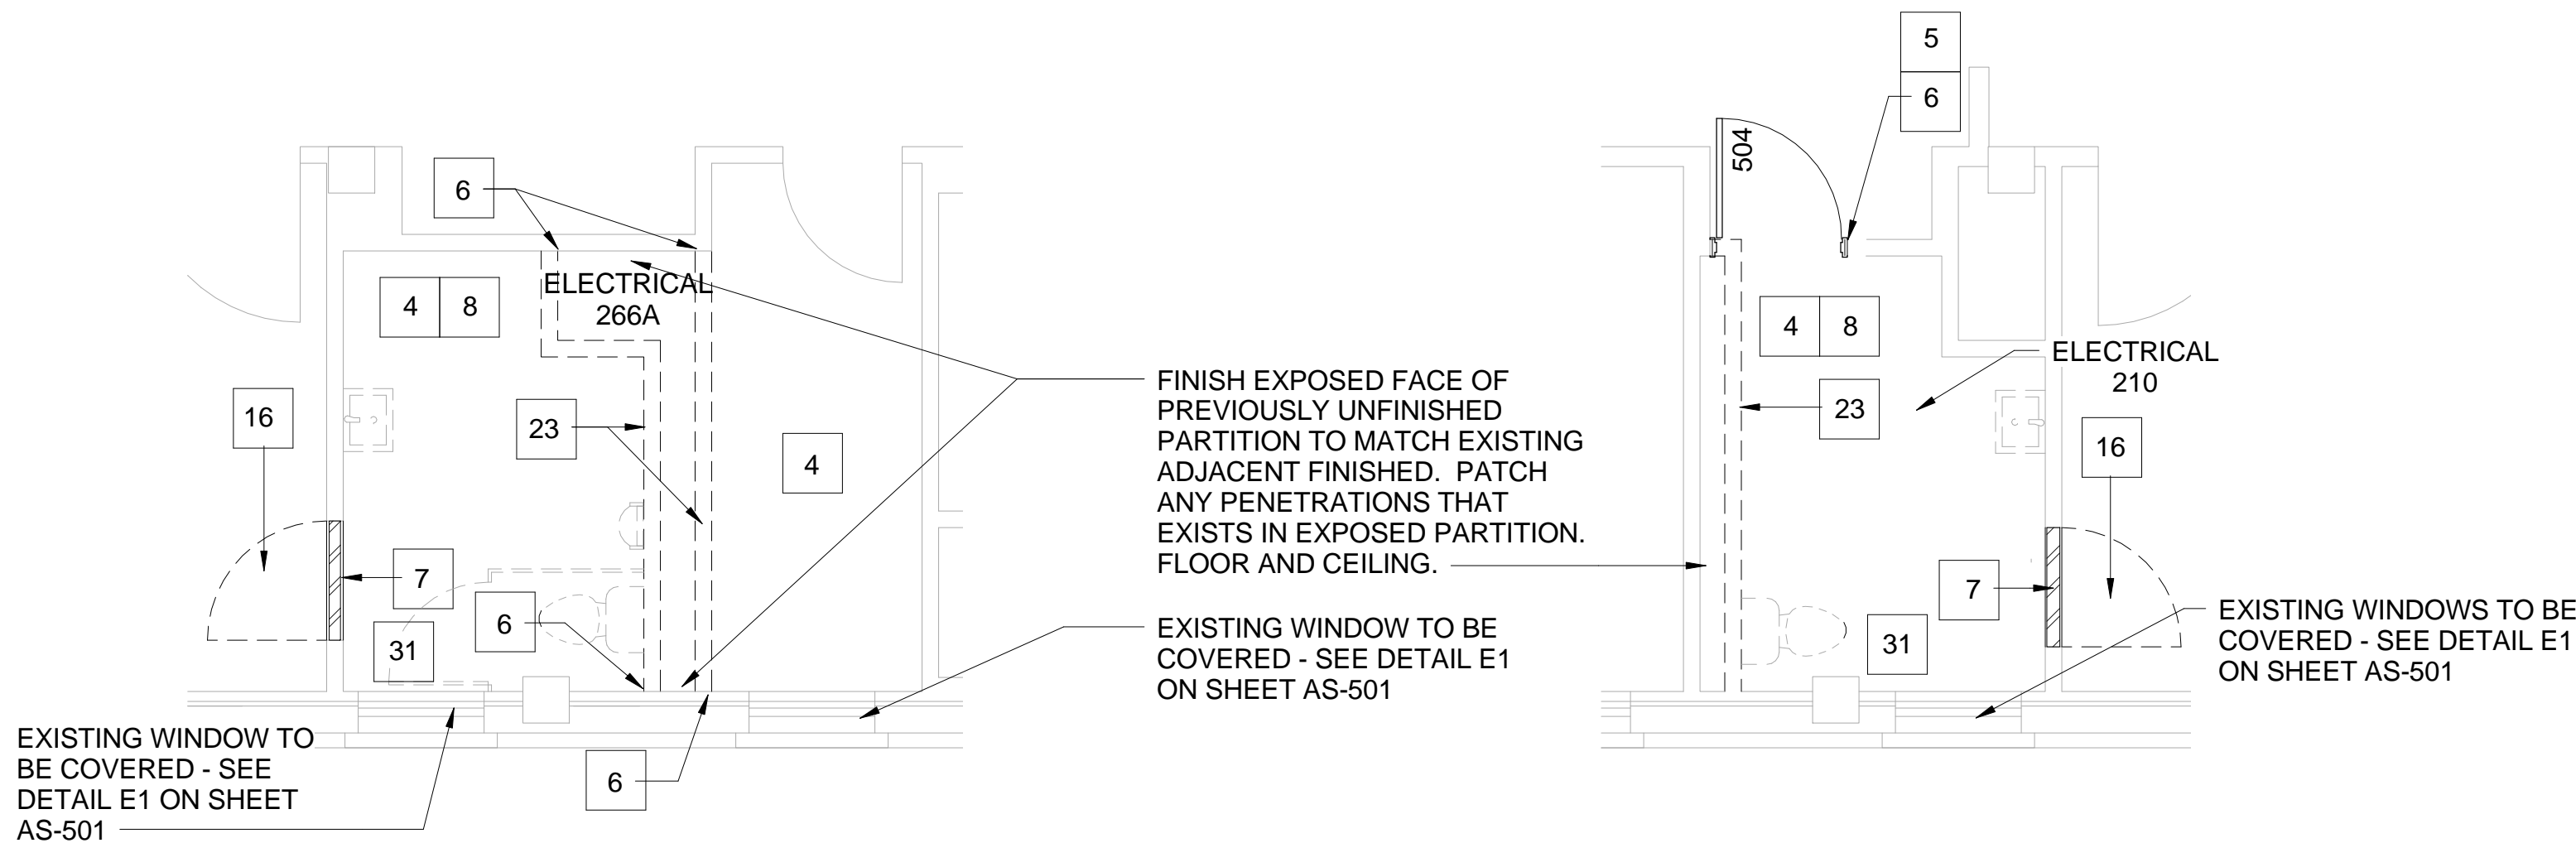 5
6
504
6
ELECTRICAL
266A
4 8
16
23
4
7
31
6
6
FINISH EXPOSED FACE OF
PREVIOUSLY UNFINISHED
PARTITION TO MATCH EXISTING
ADJACENT FINISHED. PATCH
ANY PENETRATIONS THAT
EXISTS IN EXPOSED PARTITION.
FLOOR AND CEILING.
EXISTING WINDOW TO BE
COVERED - SEE DETAIL E1
ON SHEET AS-501
EXISTING WINDOW TO
BE COVERED - SEE
DETAIL E1 ON SHEET
AS-501
4 8
ELECTRICAL
210
23
16
7
31
EXISTING WINDOWS TO BE
COVERED - SEE DETAIL E1
ON SHEET AS-501